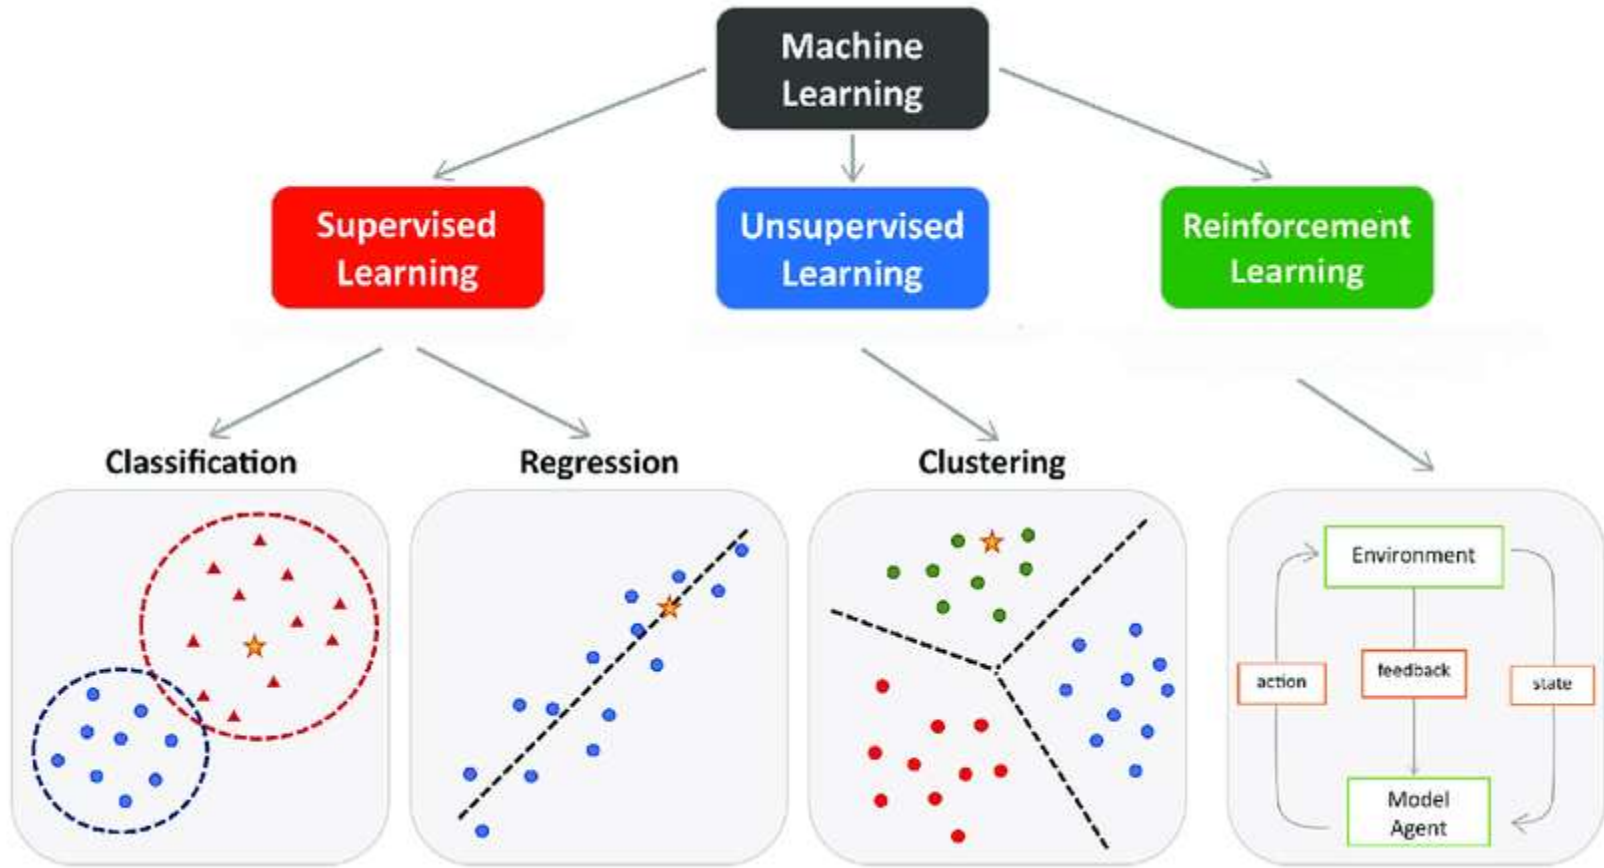 Machine
Learning
Supervised
Learning
Unsupervised
Learning
Reinforcement
Learning
Classification
Regression
Clustering
Environment
action
feedback
state
Model
Agent